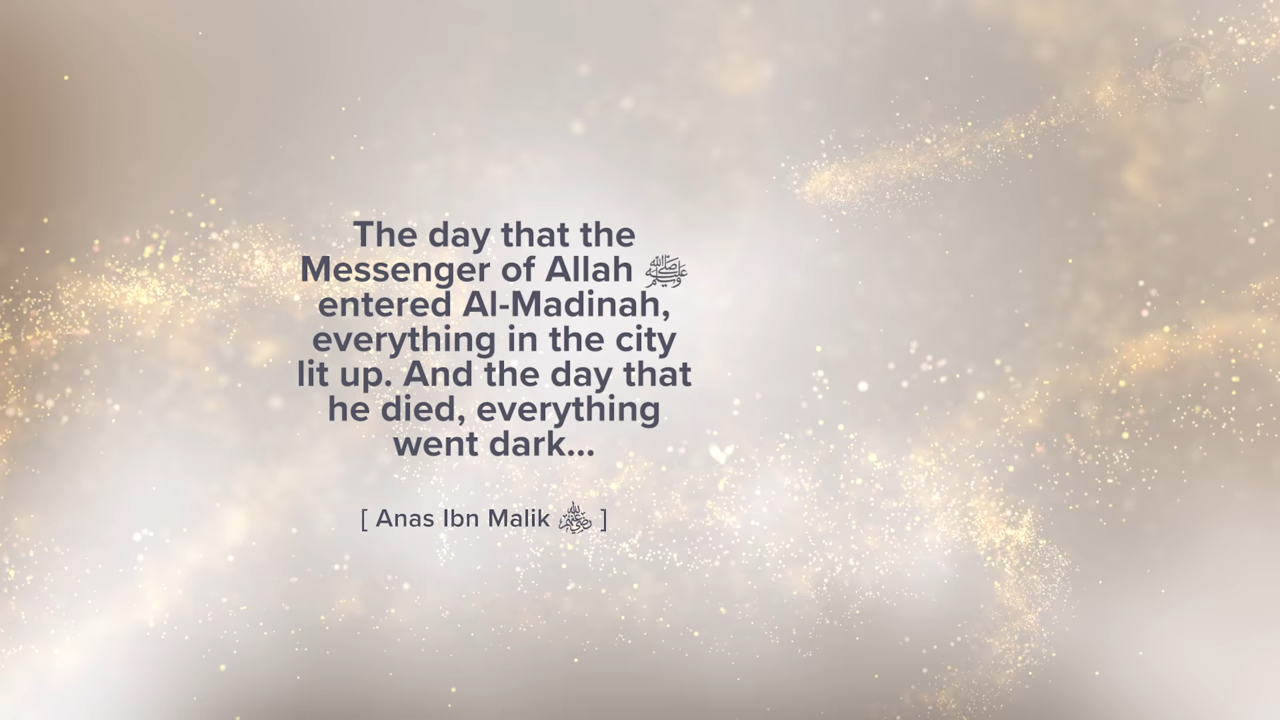 The day that the
Messenger of Allah ﷺ
entered Al-Madinah,
everything in the city
lit up. And the day that
he died, everything
went dark...
[ Anas Ibn Malik رضي الله عنه ]